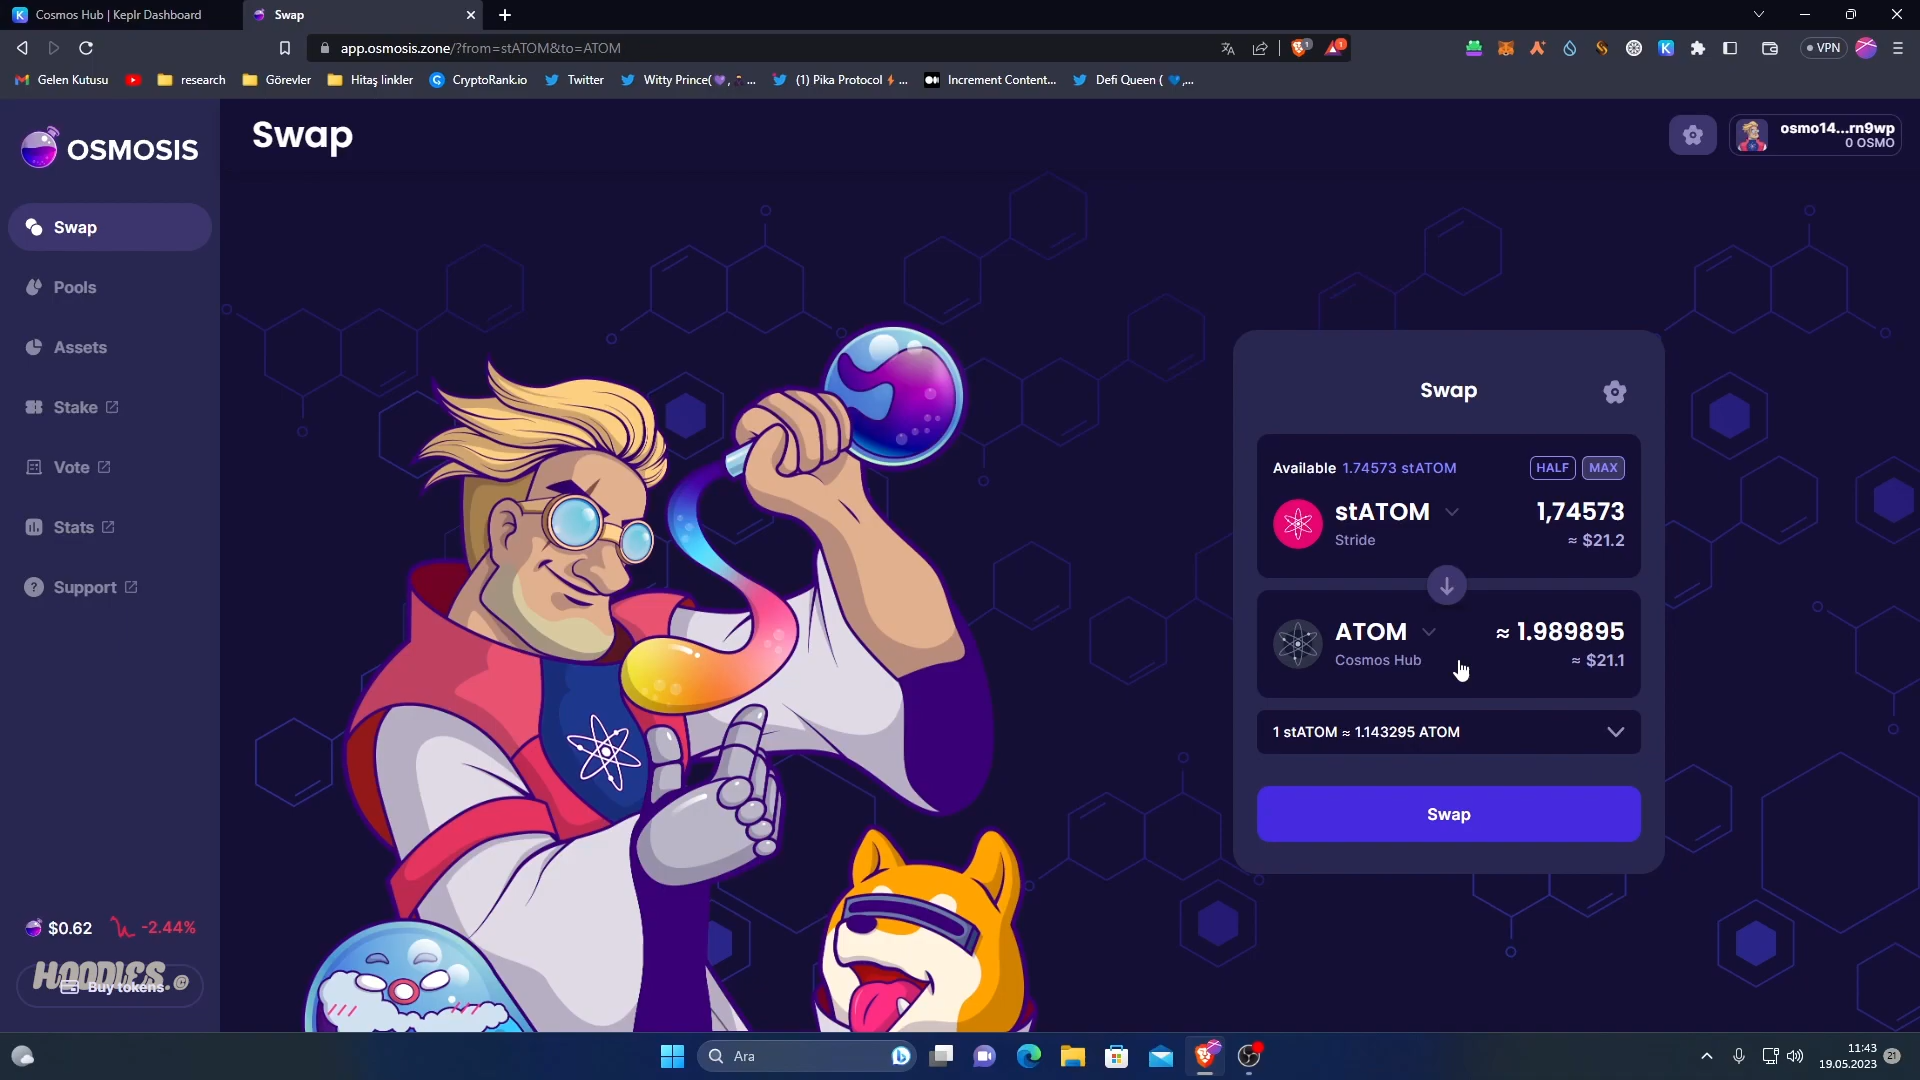 Cosmos Hub | Keplr Dashboard
Swap
app.osmosis.zone/?from=stATOM&to=ATOM
VPN
Gelen Kutusu
research
Görevler
Hitaş linkler
CryptoRank.io
Twitter
Witty Prince(💜, ...
(1) Pika Protocol ⚡...
Increment Content...
Defi Queen ( 💙,...
OSMOSIS
Swap
osmo14...rn9wp
0 OSMO
Swap
Pools
Assets
Stake
Vote
Stats
Support
Swap
Available 1.74573 stATOM
HALF
MAX
stATOM
1,74573
Stride
≈ $21.2
ATOM
≈ 1.989895
Cosmos Hub
≈ $21.1
1 stATOM ≈ 1.143295 ATOM
Swap
$0.62
-2.44%
HOODIES.©
Buy tokens
Ara
11:43
19.05.2023
21